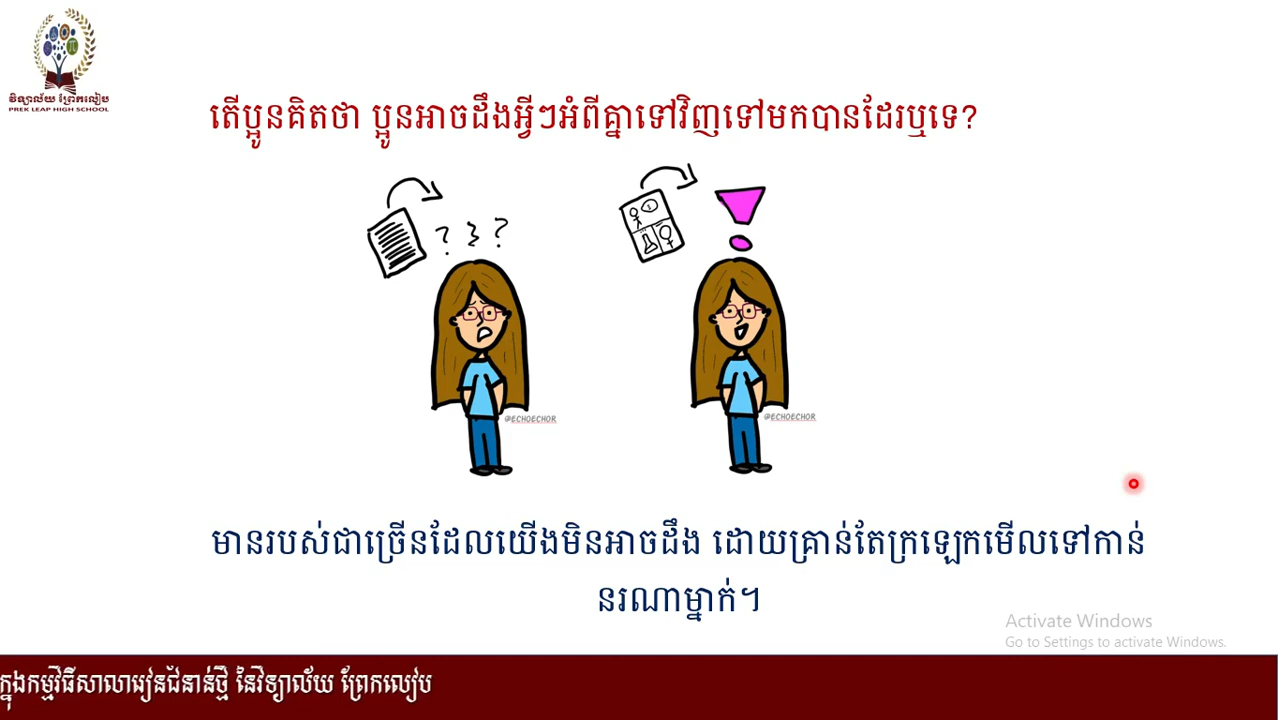 វិទ្យាល័យ ព្រែកលៀប
PREK LEAP HIGH SCHOOL
តើប្អូនគិតថា ប្អូនអាចដឹងអ្វីៗអំពីគ្នាទៅវិញទៅមកបានដែរឬទេ?
? ? ?
@ECHOECHOR
@ECHOECHOR
មានរបស់ជាច្រើនដែលយើងមិនអាចដឹង ដោយគ្រាន់តែក្រឡេកមើលទៅកាន់
នរណាម្នាក់។
Activate Windows
Go to Settings to activate Windows.
ក្នុងកម្មវិធីសាលារៀនជំនាន់ថ្មី នៃវិទ្យាល័យ ព្រែកលៀប